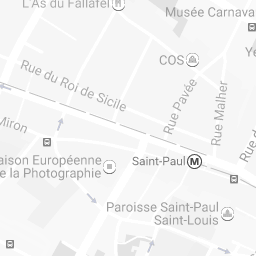 L'As du Fallafel
Musée Carnava
COS
Ye
Rue du Roi de Sicile
Rue Pavée
Rue Malher
Miron
aison Européenne
e la Photographie
Saint-Paul
M
Paroisse Saint-Paul
Saint-Louis